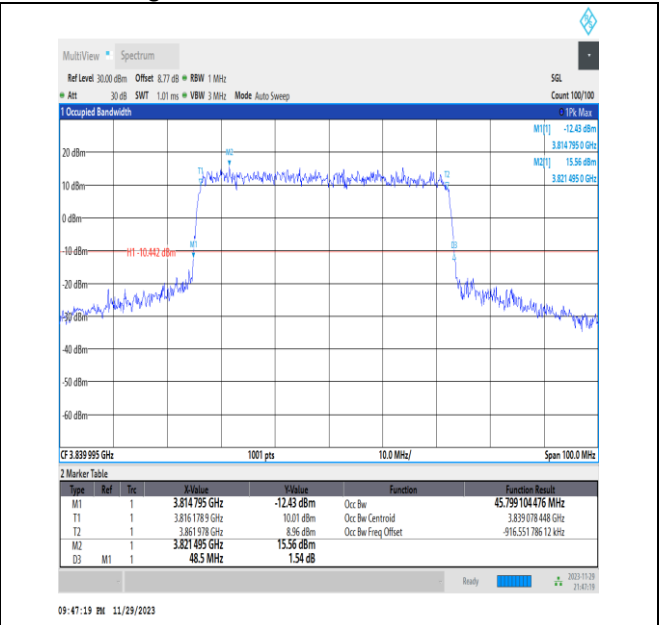 MultiView Spectrum
Ref Level 30.00 dBm Offset 8.77 dB RBW 1 MHz SGL
Att 30 dB SWT 1.01 ms VBW 3 MHz Mode Auto Sweep Count 100/100
1 Occupied Bandwidth 1Pk Max
M1[1] -12.43 dBm
3.814 795 0 GHz
M2[1] 15.56 dBm
3.821 495 0 GHz
M2
20 dBm
T1
T2
10 dBm
0 dBm
M1
D3
-10 dBm
H1 -10.442 dBm
-20 dBm
-30 dBm
-40 dBm
-50 dBm
-60 dBm
CF 3.839 995 GHz 1001 pts 10.0 MHz/ Span 100.0 MHz
2 Marker Table
Type Ref Trc X-Value Y-Value Function Function Result
M1 1 3.814 795 GHz -12.43 dBm Occ Bw 45.799 104 476 MHz
T1 1 3.816 178 9 GHz 10.01 dBm Occ Bw Centroid 3.839 078 448 GHz
T2 1 3.861 978 GHz 8.96 dBm Occ Bw Freq Offset -916.551 786 12 kHz
M2 1 3.821 495 GHz 15.56 dBm
D3 M1 1 48.5 MHz 1.54 dB
Ready 2023-11-29
21:47:19
09:47:19 PM 11/29/2023